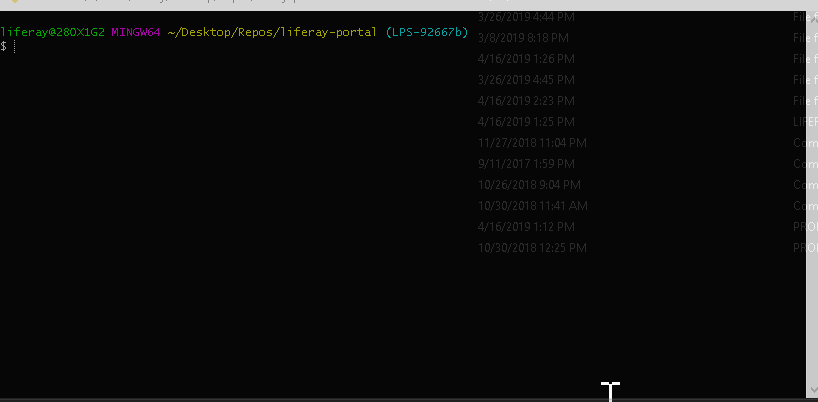 liferay@280X1G2 MINGW64 ~/Desktop/Repos/liferay-portal (LPS-92667b)
$
3/26/2019 4:44 PM File f
3/8/2019 8:18 PM File f
4/16/2019 1:26 PM File f
3/26/2019 4:45 PM File f
4/16/2019 2:23 PM File f
4/16/2019 1:25 PM LIFER
11/27/2018 11:04 PM Com
9/11/2017 1:59 PM Com
10/26/2018 9:04 PM Com
10/30/2018 11:41 AM Com
4/16/2019 1:12 PM PRO
10/30/2018 12:25 PM PRO